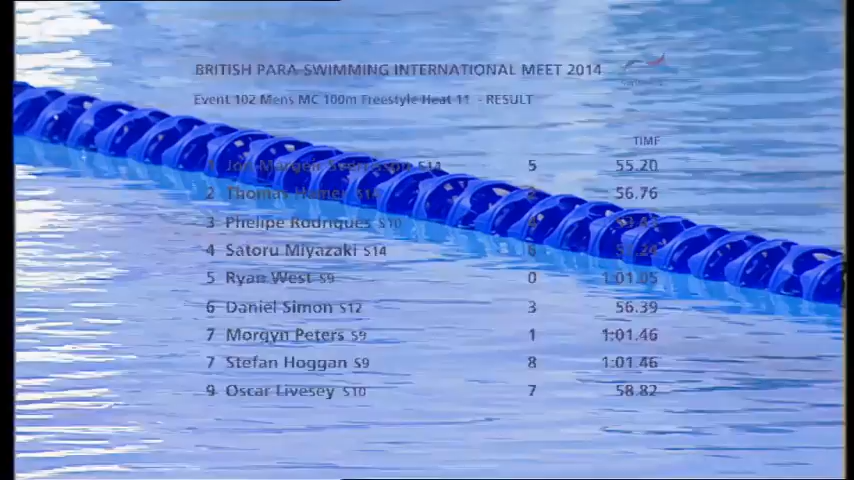 BRITISH PARA-SWIMMING INTERNATIONAL MEET 2014
Event 102 Mens MC 100m Freestyle Heat 11 - RESULT
TIME
Jon S14 5 55.20
2 Thomas S14 56.76
3 Phelipe Rodrigues S10
4 Satoru Miyazaki S14
5 Ryan West S9 0 1:01.05
6 Daniel Simon S12 3 56.39
7 Morgyn Peters S9 1 1:01.46
7 Stefan Hoggan S9 8 1:01.46
9 Oscar Livesey S10 7 58.82